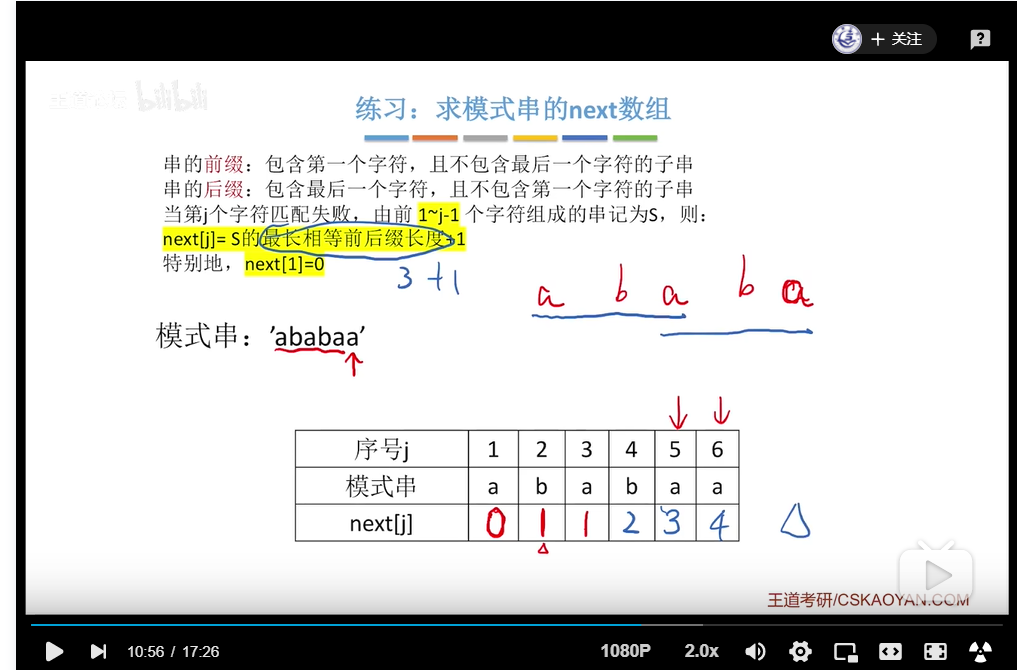 + 关注
?
bilibili
练习：求模式串的next数组
串的前缀：包含第一个字符，且不包含最后一个字符的子串
串的后缀：包含最后一个字符，且不包含第一个字符的子串
当第j个字符匹配失败，由前 1~j-1 个字符组成的串记为S，则：
next[j]= S的最长相等前后缀长度+1
特别地，next[1]=0
3 +1
a b a b a
模式串：’ababaa’
序号j 1 2 3 4 5 6
模式串 a b a b a a
next[j] 0 1 1 2 3 4
王道考研/CSKAOYAN.COM
10:56 / 17:26 1080P 2.0x